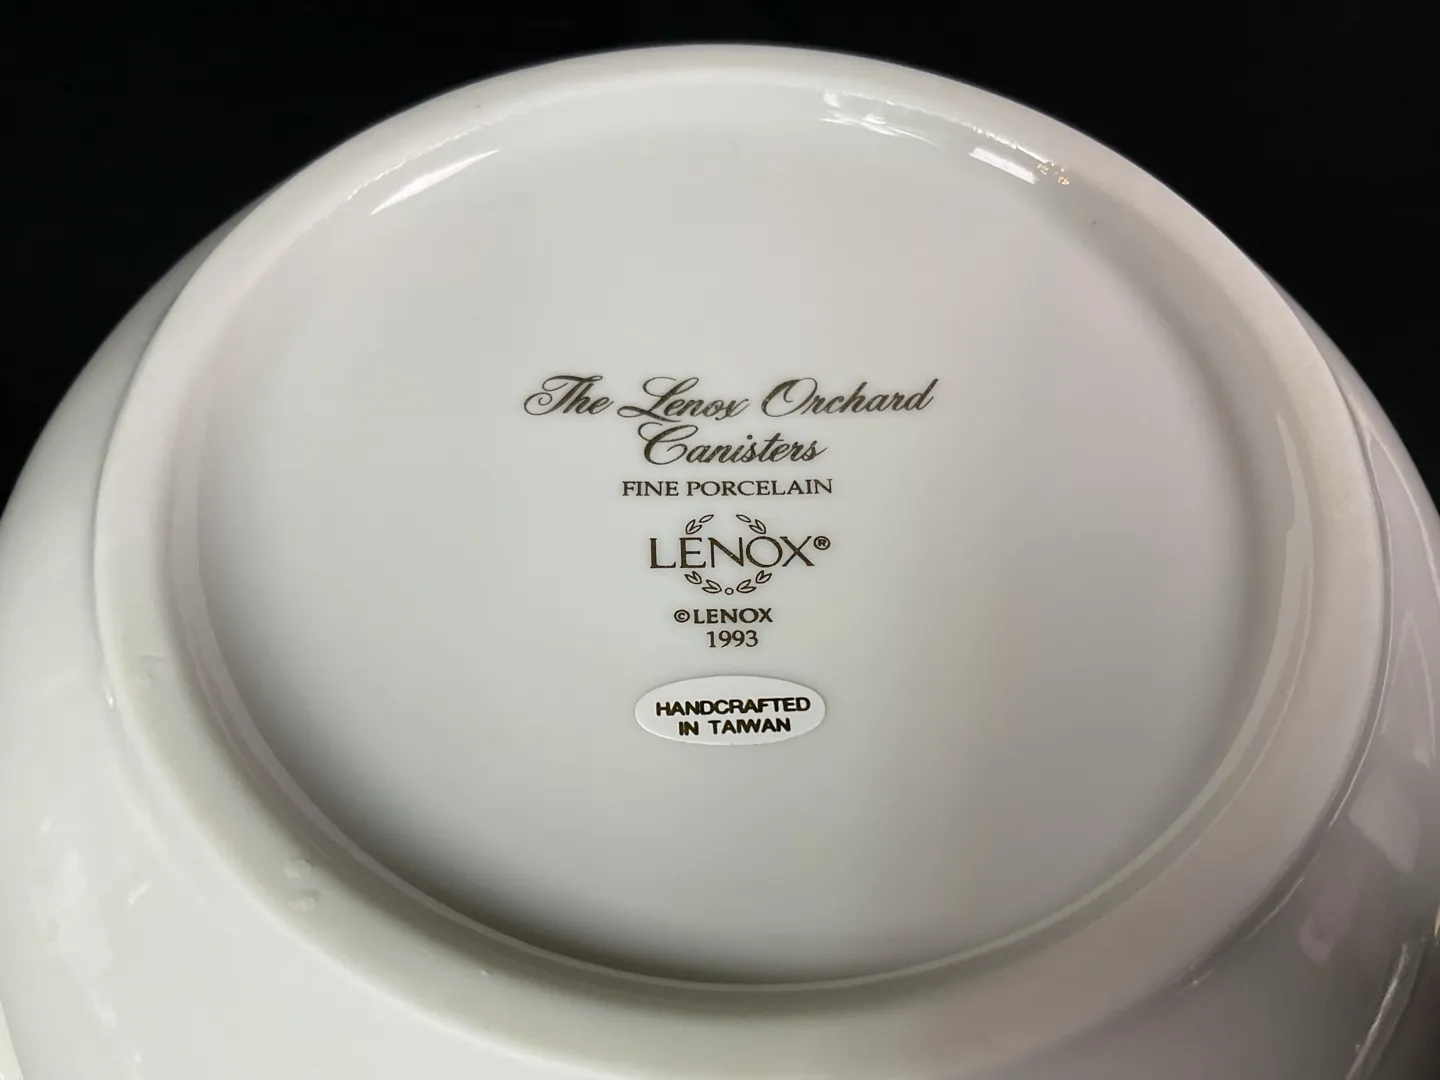 The Lenox Orchard
Canisters
FINE PORCELAIN
LENOX®
©LENOX
1993
HANDCRAFTED
IN TAIWAN